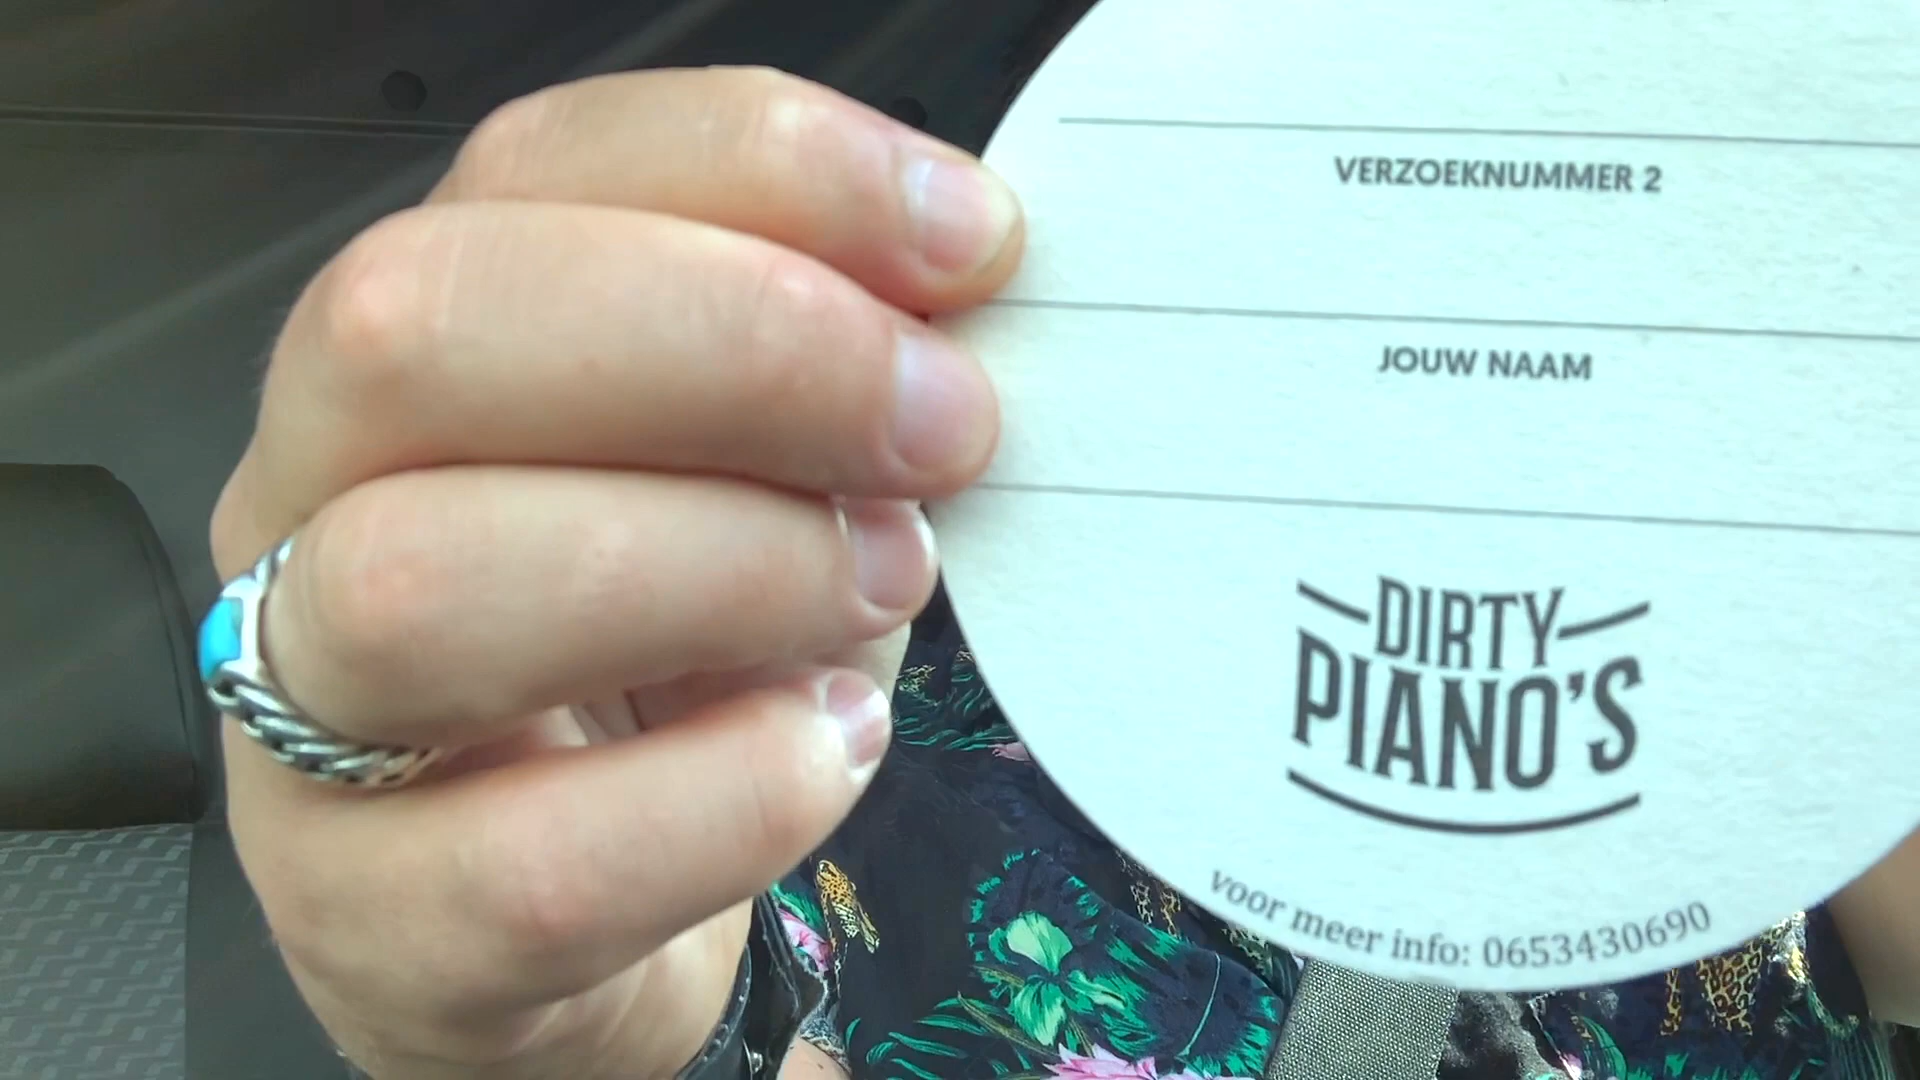 VERZOEKNUMMER 2
JOUW NAAM
DIRTY
PIANO'S
voor meer info: 0653430690